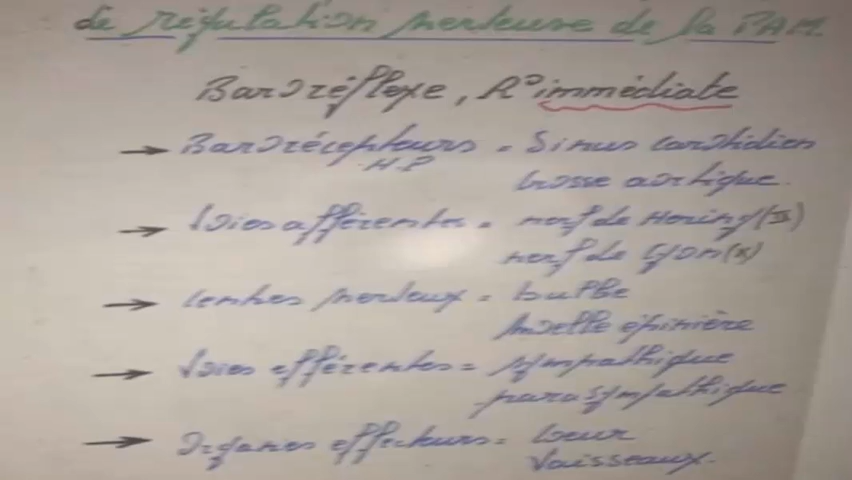 de régulation nerveuse de la PAM
Baroréflexe, R° immédiate
→ Barorécepteurs = Sinus carotidien
H.P
Crosse aortique.
→ Voies afférentes = nerf de Hering (IX)
nerf de Cyon (X)
→ Centres nerveux = bulbe
moelle épinière
→ Voies efférentes = sympathique
parasympathique
→ Organes effecteurs = Coeur
Vaisseaux.